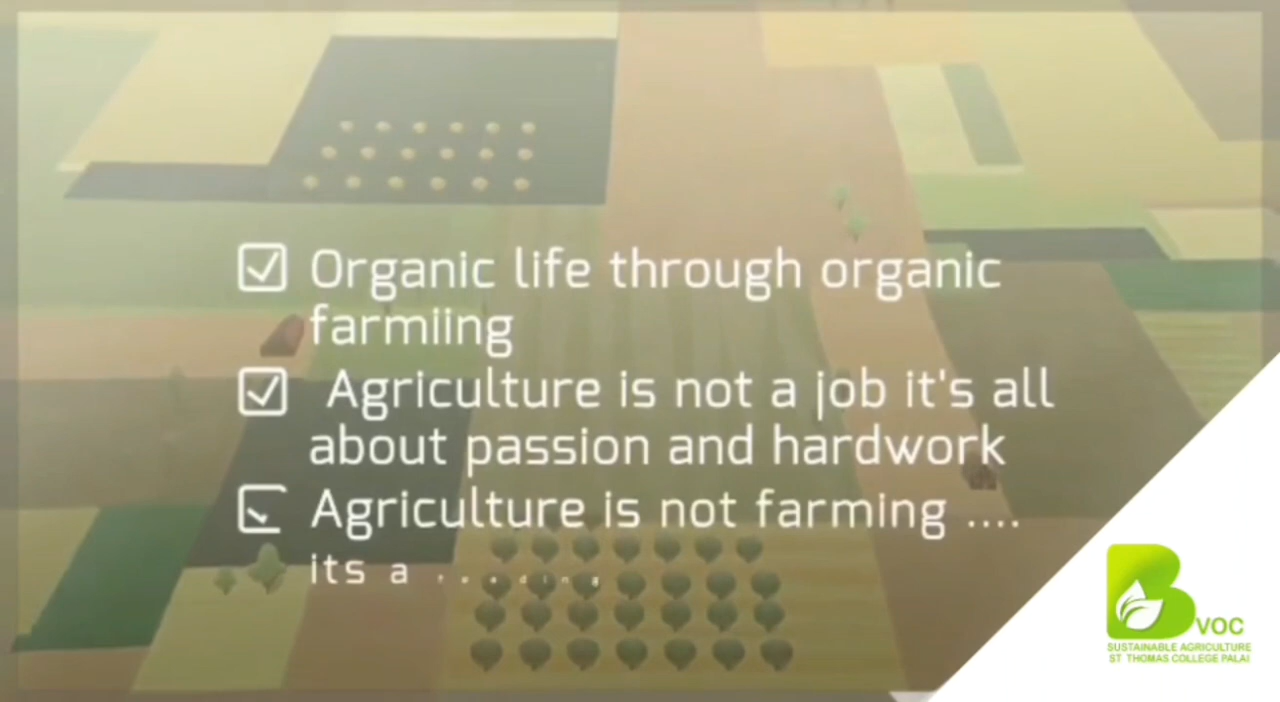 Organic life through organic
farmiing
Agriculture is not a job it's all
about passion and hardwork
Agriculture is not farming ....
its a
B VOC
SUSTAINABLE AGRICULTURE
ST THOMAS COLLEGE PALAI